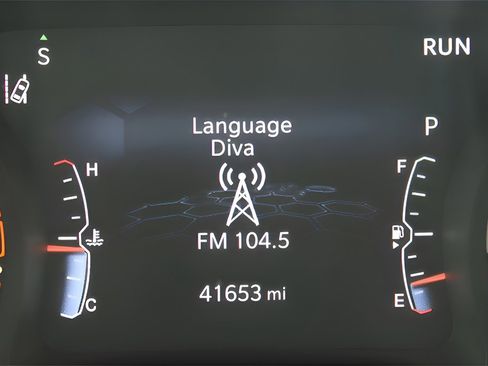 S
RUN
Language
Diva
P
H
F
FM 104.5
C
E
41653 mi